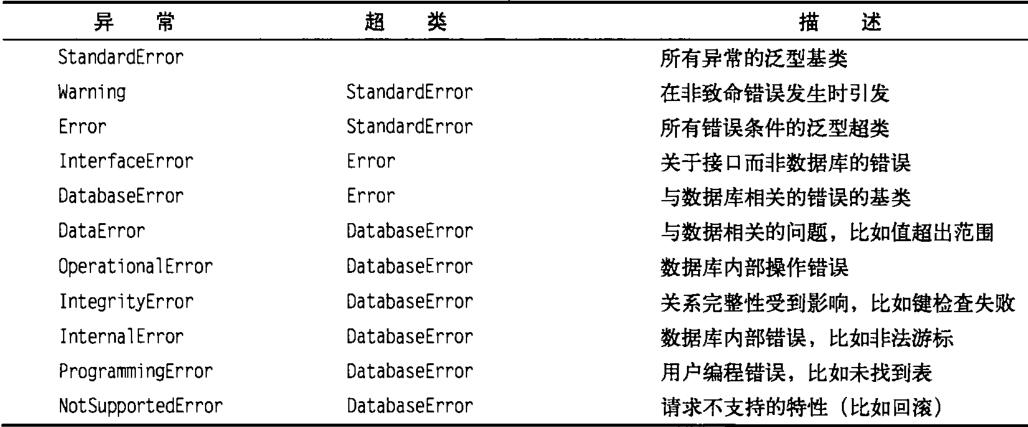 异 常 超 类 描 述
StandardError 所有异常的泛型基类
Warning StandardError 在非致命错误发生时引发
Error StandardError 所有错误条件的泛型超类
InterfaceError Error 关于接口而非数据库的错误
DatabaseError Error 与数据库相关的错误的基类
DataError DatabaseError 与数据相关的问题，比如值超出范围
OperationalError DatabaseError 数据库内部操作错误
IntegrityError DatabaseError 关系完整性受到影响，比如键检查失败
InternalError DatabaseError 数据库内部错误，比如非法游标
ProgrammingError DatabaseError 用户编程错误，比如未找到表
NotSupportedError DatabaseError 请求不支持的特性（比如回滚）